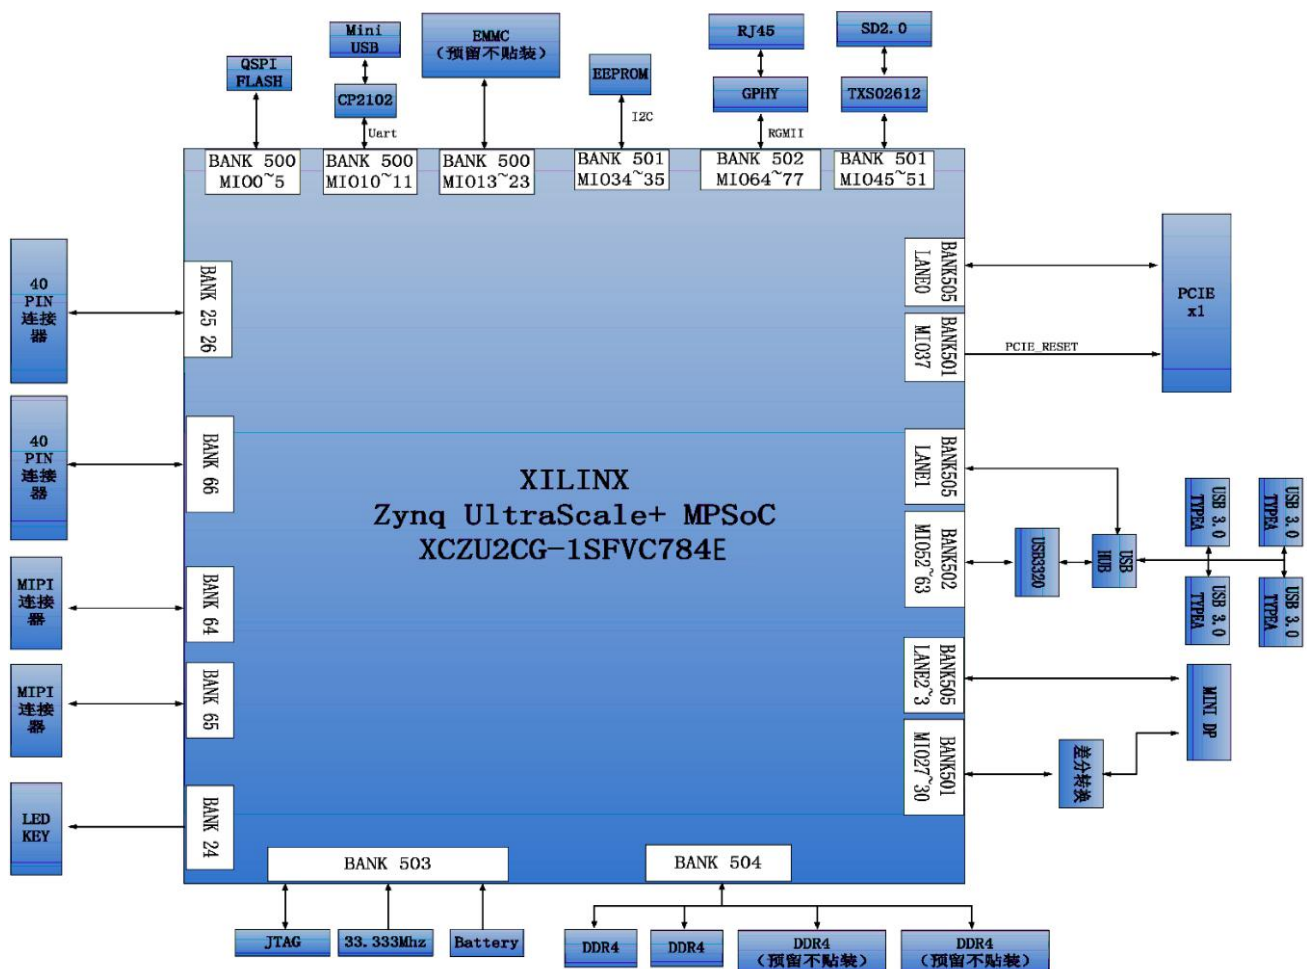 QSPI
FLASH
Mini
USB
CP2102
Uart
EMMC
(预留不贴装)
EEPROM
I2C
RJ45
GPHY
RGMII
SD2.0
TXS02612
BANK 500
MIO0~5
BANK 500
MIO10~11
BANK 500
MIO13~23
BANK 501
MIO34~35
BANK 502
MIO64~77
BANK 501
MIO45~51
40
PIN
连接
器
BANK 25 26
40
PIN
连接
器
BANK 66
MIPI
连接
器
BANK 64
MIPI
连接
器
BANK 65
LED
KEY
BANK 24
XILINX
Zynq UltraScale+ MPSoC
XCZU2CG-1SFVC784E
BANK505
LANE0
BANK501
MIO37
PCIE_RESET
PCIE
x1
BANK505
LANE1
BANK502
MIO52~63
USB3320
USB
HUB
USB 3.0
TYPEA
USB 3.0
TYPEA
USB 3.0
TYPEA
USB 3.0
TYPEA
BANK505
LANE2~3
BANK501
MIO27~30
差分转换
MINI DP
BANK 503
BANK 504
JTAG
33.333Mhz
Battery
DDR4
DDR4
DDR4
(预留不贴装)
DDR4
(预留不贴装)